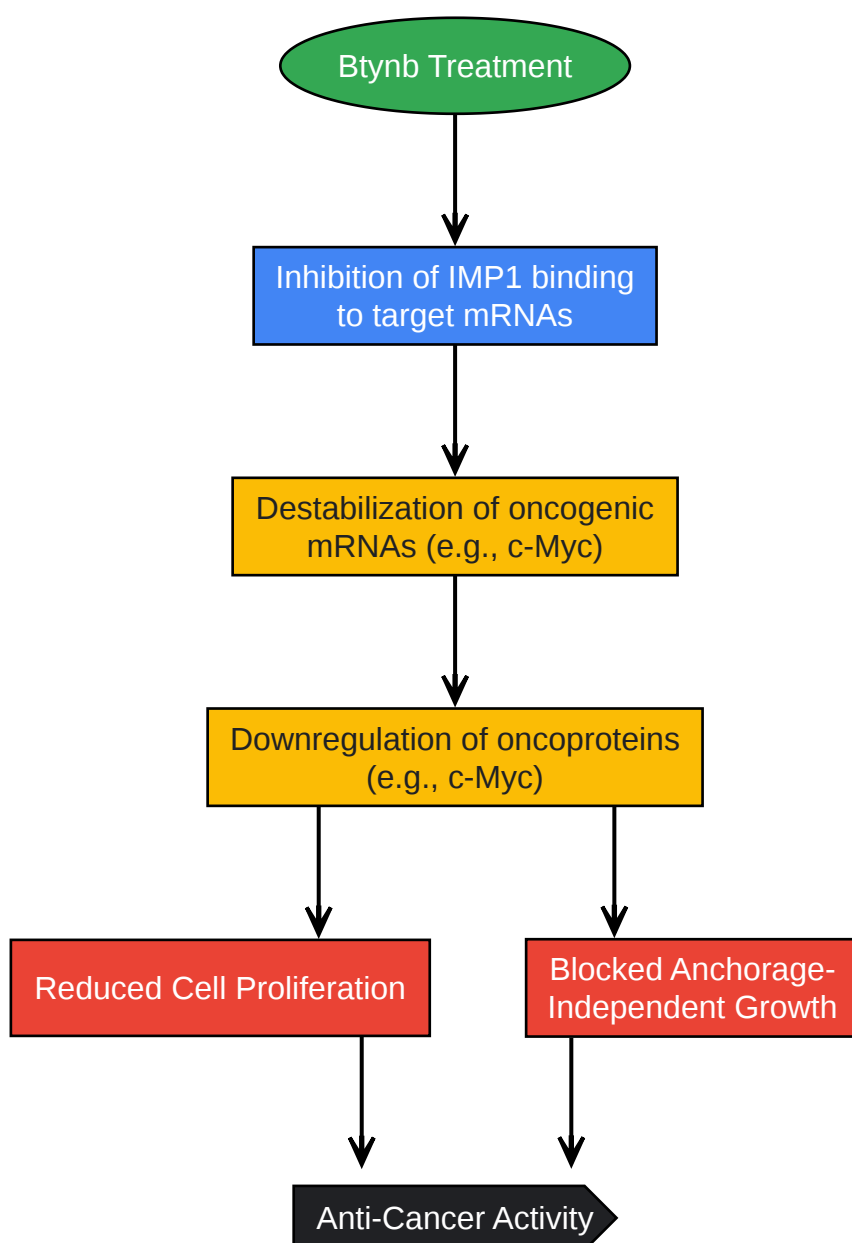 Btynb Treatment
Inhibition of IMP1 binding
to target mRNAs
Destabilization of oncogenic
mRNAs (e.g., c-Myc)
Downregulation of oncoproteins
(e.g., c-Myc)
Reduced Cell Proliferation
Blocked Anchorage-
Independent Growth
Anti-Cancer Activity